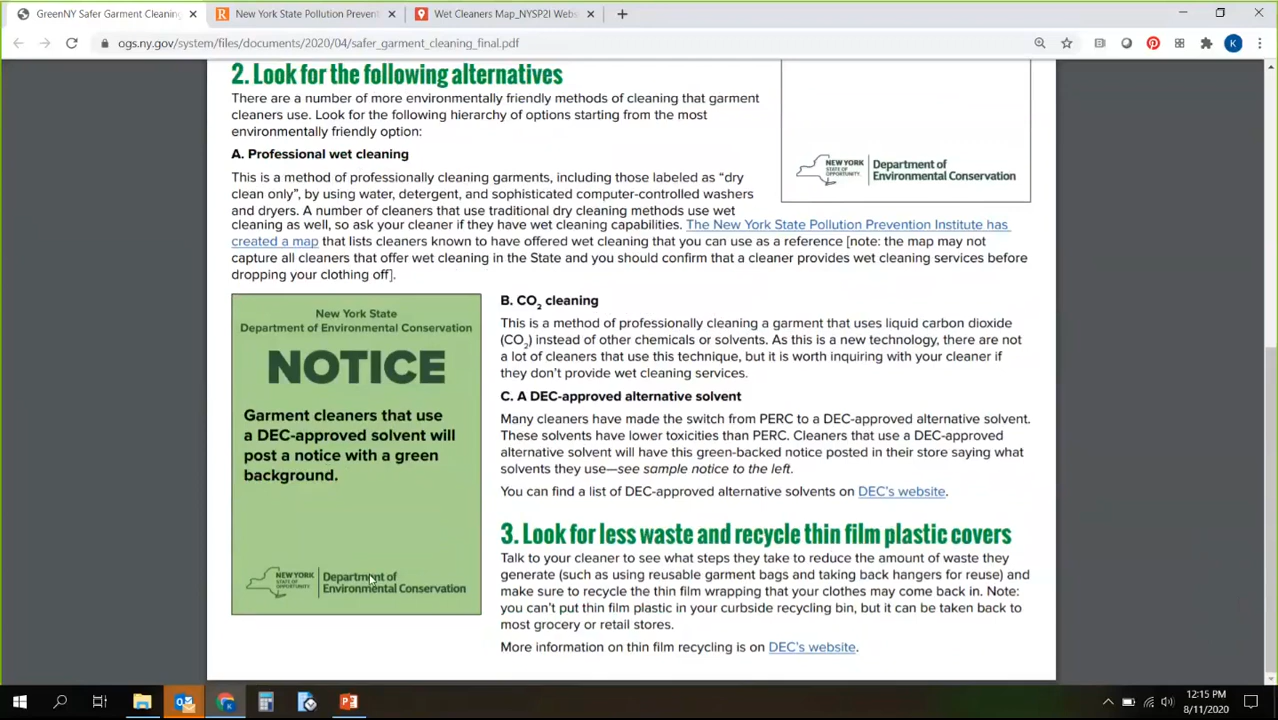 GreenNY Safer Garment Cleaning
New York State Pollution Prevent
Wet Cleaners Map_NYSP2I Webs
ogs.ny.gov/system/files/documents/2020/04/safer_garment_cleaning_final.pdf
K
2. Look for the following alternatives
There are a number of more environmentally friendly methods of cleaning that garment
cleaners use. Look for the following hierarchy of options starting from the most
environmentally friendly option:
A. Professional wet cleaning
This is a method of professionally cleaning garments, including those labeled as “dry
clean only”, by using water, detergent, and sophisticated computer-controlled washers
and dryers. A number of cleaners that use traditional dry cleaning methods use wet
cleaning as well, so ask your cleaner if they have wet cleaning capabilities. The New York State Pollution Prevention Institute has
created a map that lists cleaners known to have offered wet cleaning that you can use as a reference [note: the map may not
capture all cleaners that offer wet cleaning in the State and you should confirm that a cleaner provides wet cleaning services before
dropping your clothing off].
NEW YORK
STATE OF
OPPORTUNITY.
Department of
Environmental Conservation
New York State
Department of Environmental Conservation
NOTICE
Garment cleaners that use
a DEC-approved solvent will
post a notice with a green
background.
NEW YORK
STATE OF
OPPORTUNITY.
Department of
Environmental Conservation
B. CO₂ cleaning
This is a method of professionally cleaning a garment that uses liquid carbon dioxide
(CO₂) instead of other chemicals or solvents. As this is a new technology, there are not
a lot of cleaners that use this technique, but it is worth inquiring with your cleaner if
they don’t provide wet cleaning services.
C. A DEC-approved alternative solvent
Many cleaners have made the switch from PERC to a DEC-approved alternative solvent.
These solvents have lower toxicities than PERC. Cleaners that use a DEC-approved
alternative solvent will have this green-backed notice posted in their store saying what
solvents they use—see sample notice to the left.
You can find a list of DEC-approved alternative solvents on DEC’s website.
3. Look for less waste and recycle thin film plastic covers
Talk to your cleaner to see what steps they take to reduce the amount of waste they
generate (such as using reusable garment bags and taking back hangers for reuse) and
make sure to recycle the thin film wrapping that your clothes may come back in. Note:
you can’t put thin film plastic in your curbside recycling bin, but it can be taken back to
most grocery or retail stores.
More information on thin film recycling is on DEC’s website.
12:15 PM
8/11/2020